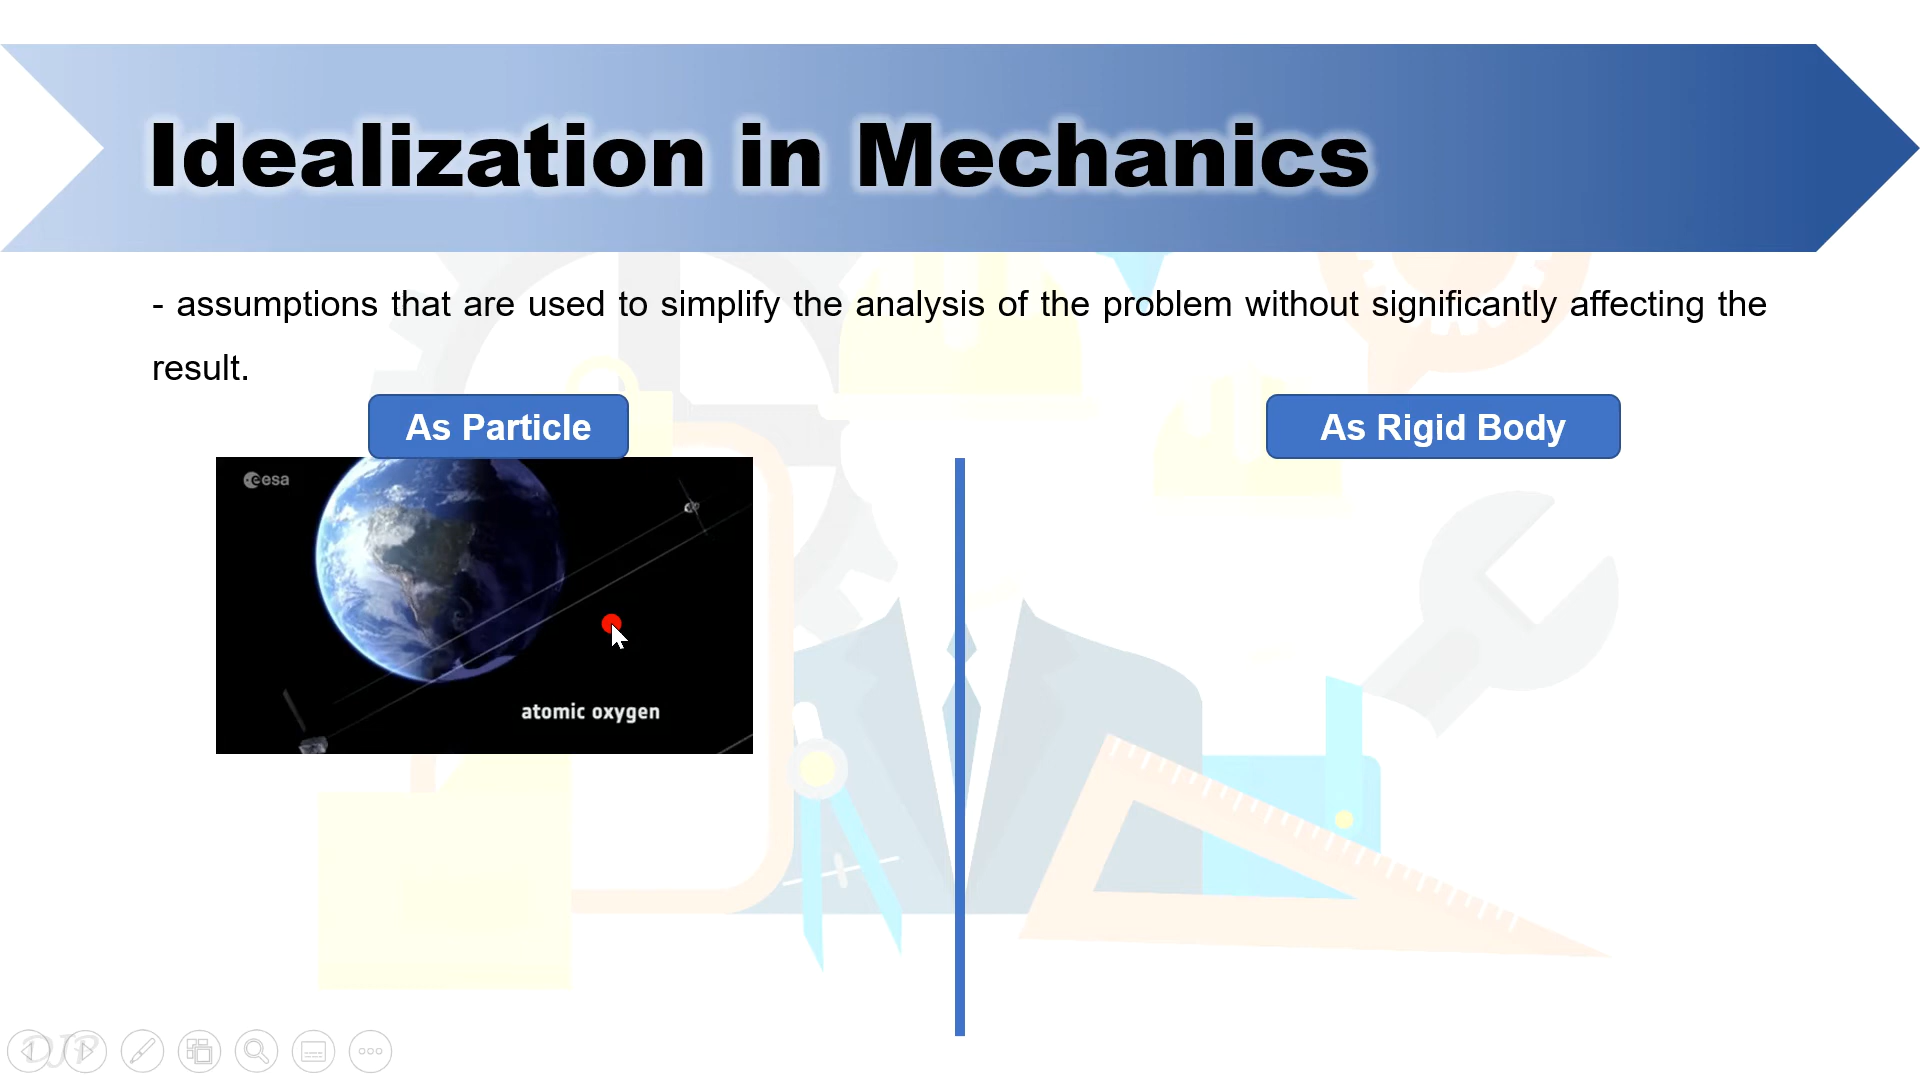 Idealization in Mechanics
- assumptions that are used to simplify the analysis of the problem without significantly affecting the
result.
As Particle
As Rigid Body
esa
atomic oxygen
DJP